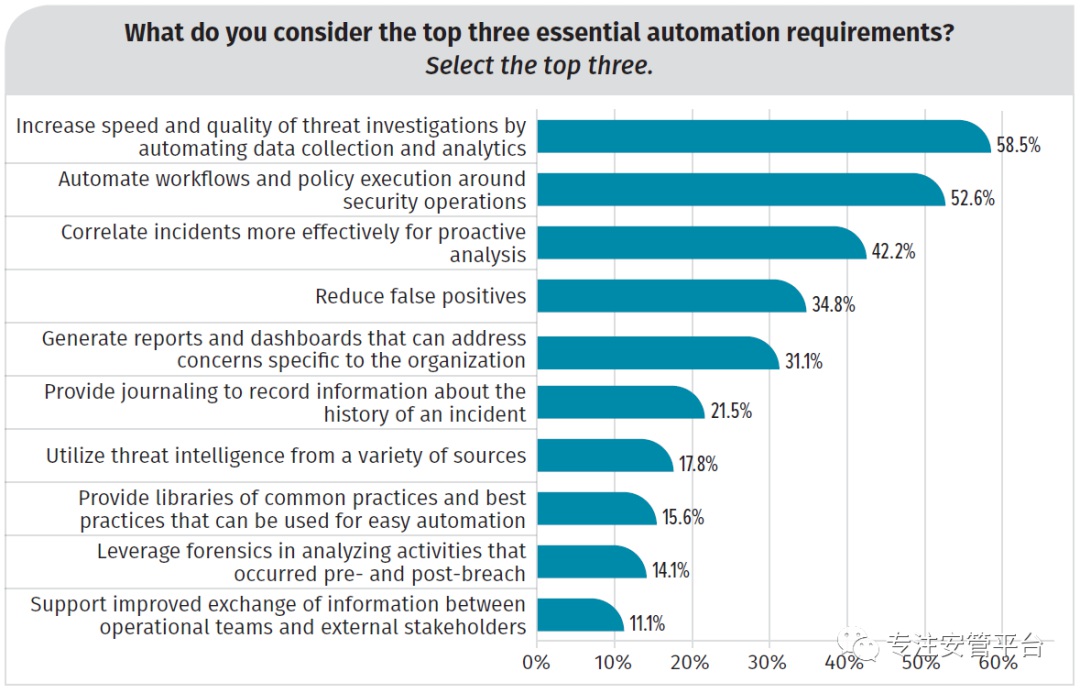 What do you consider the top three essential automation requirements?
Select the top three.
Increase speed and quality of threat investigations by
automating data collection and analytics
58.5%
Automate workflows and policy execution around
security operations
52.6%
Correlate incidents more effectively for proactive
analysis
42.2%
Reduce false positives
34.8%
Generate reports and dashboards that can address
concerns specific to the organization
31.1%
Provide journaling to record information about the
history of an incident
21.5%
Utilize threat intelligence from a variety of sources
17.8%
Provide libraries of common practices and best
practices that can be used for easy automation
15.6%
Leverage forensics in analyzing activities that
occurred pre- and post-breach
14.1%
Support improved exchange of information between
operational teams and external stakeholders
11.1%
专注安管平台
0% 10% 20% 30% 40% 50% 60%